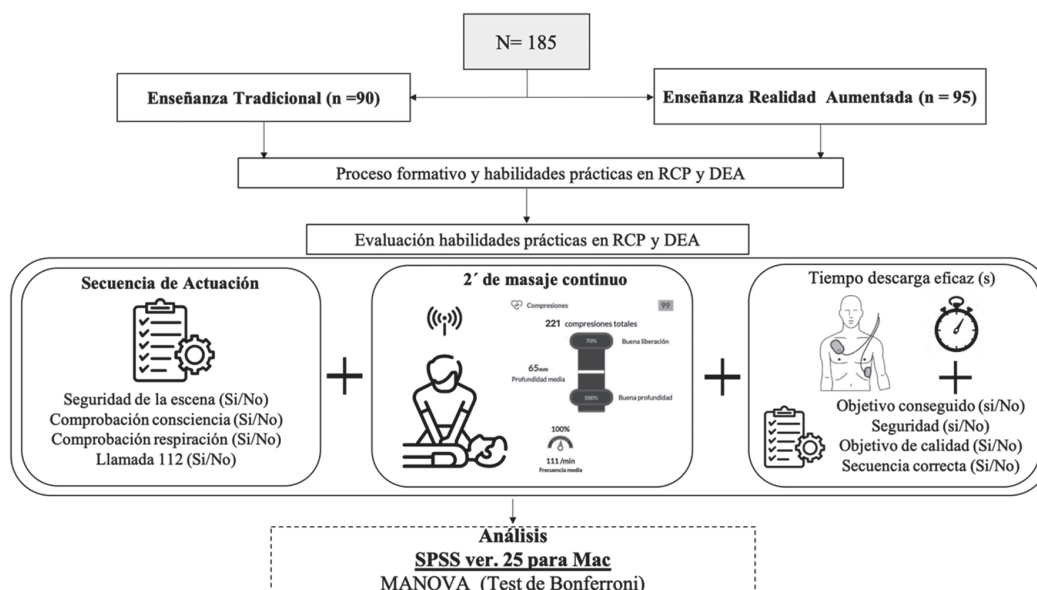 N= 185
Enseñanza Tradicional (n =90)
Enseñanza Realidad Aumentada (n = 95)
Proceso formativo y habilidades prácticas en RCP y DEA
Evaluación habilidades prácticas en RCP y DEA
Secuencia de Actuación
Seguridad de la escena (Si/No)
Comprobación consciencia (Si/No)
Comprobación respiración (Si/No)
Llamada 112 (Si/No)
2´ de masaje continuo
Compresiones
99
221 compresiones totales
70%
Buena liberación
65mm
Profundidad media
100%
Buena profundidad
100%
111/min
Frecuencia media
Tiempo descarga eficaz (s)
Objetivo conseguido (si/No)
Seguridad (si/No)
Objetivo de calidad (Si/No)
Secuencia correcta (Si/No)
Análisis
SPSS ver. 25 para Mac
MANOVA (Test de Bonferroni)